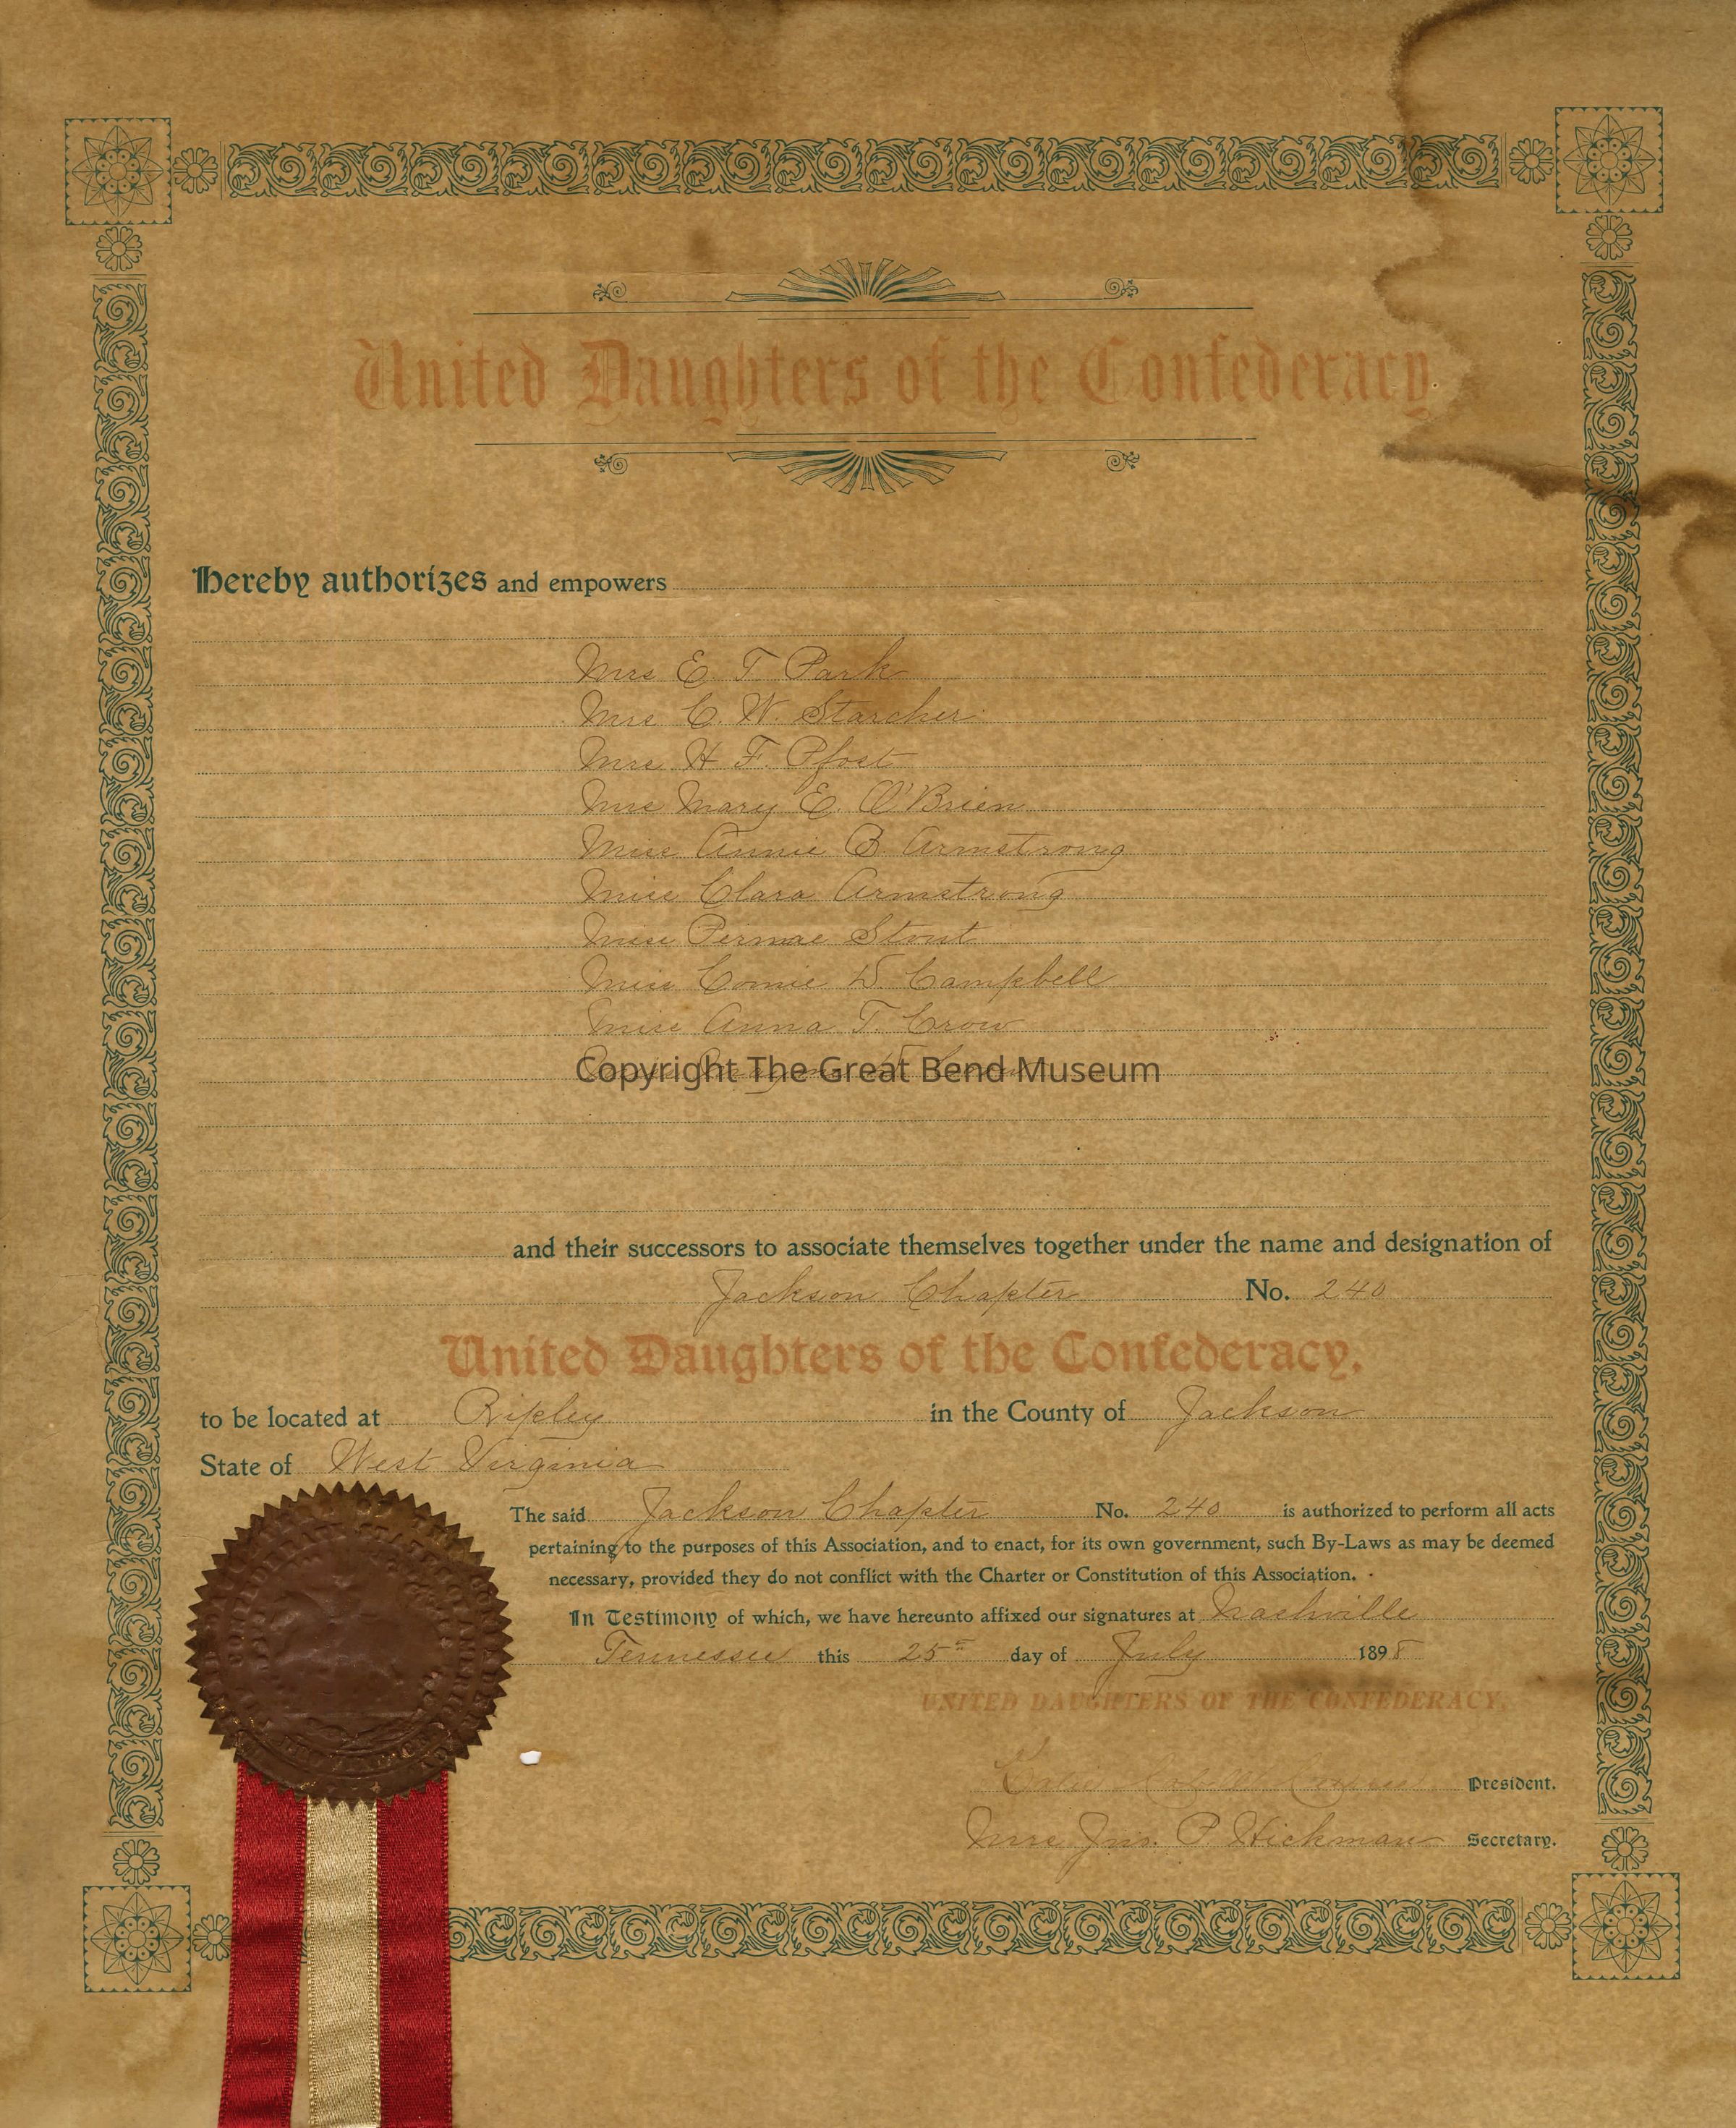 United Daughters of the Confederacy
Hereby authorizes and empowers
Mrs E. T Park
Mrs C. W. Starcher
Mrs H F. Pfost
Mrs Mary E. O'Brien
Miss Annie B. Armstrong
Miss Clara Armstrong
Miss Stout
Miss Campbell
Miss Anna T. Crow
Copyright The Great Bend Museum
and their successors to associate themselves together under the name and designation of
Jackson Chapter No. 240
United Daughters of the Confederacy,
to be located at Ripley in the County of Jackson
State of West Virginia
The said Jackson Chapter No. 240 is authorized to perform all acts
pertaining to the purposes of this Association, and to enact, for its own government, such By-Laws as may be deemed
necessary, provided they do not conflict with the Charter or Constitution of this Association.
In Testimony of which, we have hereunto affixed our signatures at Nashville
Tennessee this 25 day of July 1898
UNITED DAUGHTERS OF THE CONFEDERACY.
President.
Mrs Jno. P. Hickman Secretary.